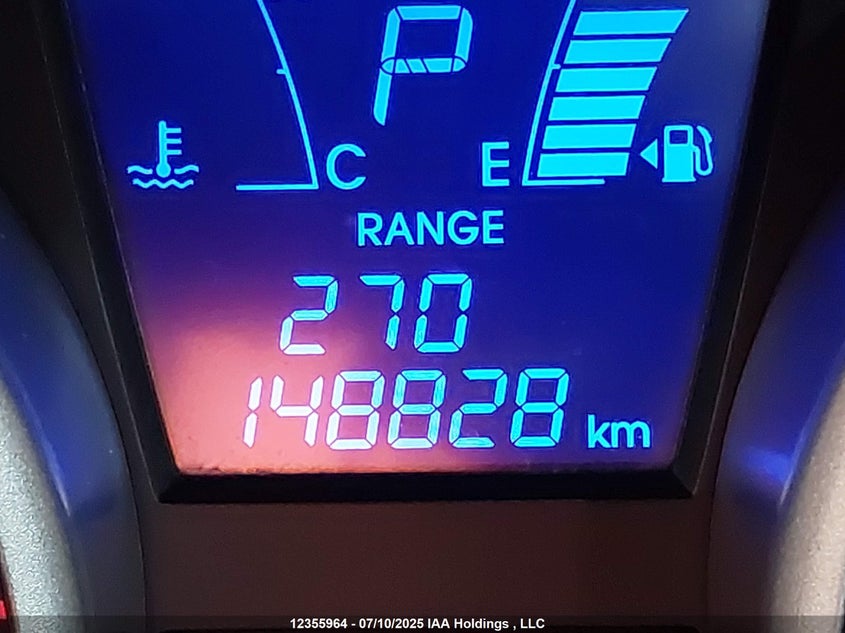 P
C E
RANGE
270
148828 km
12355964 - 07/10/2025 IAA Holdings , LLC